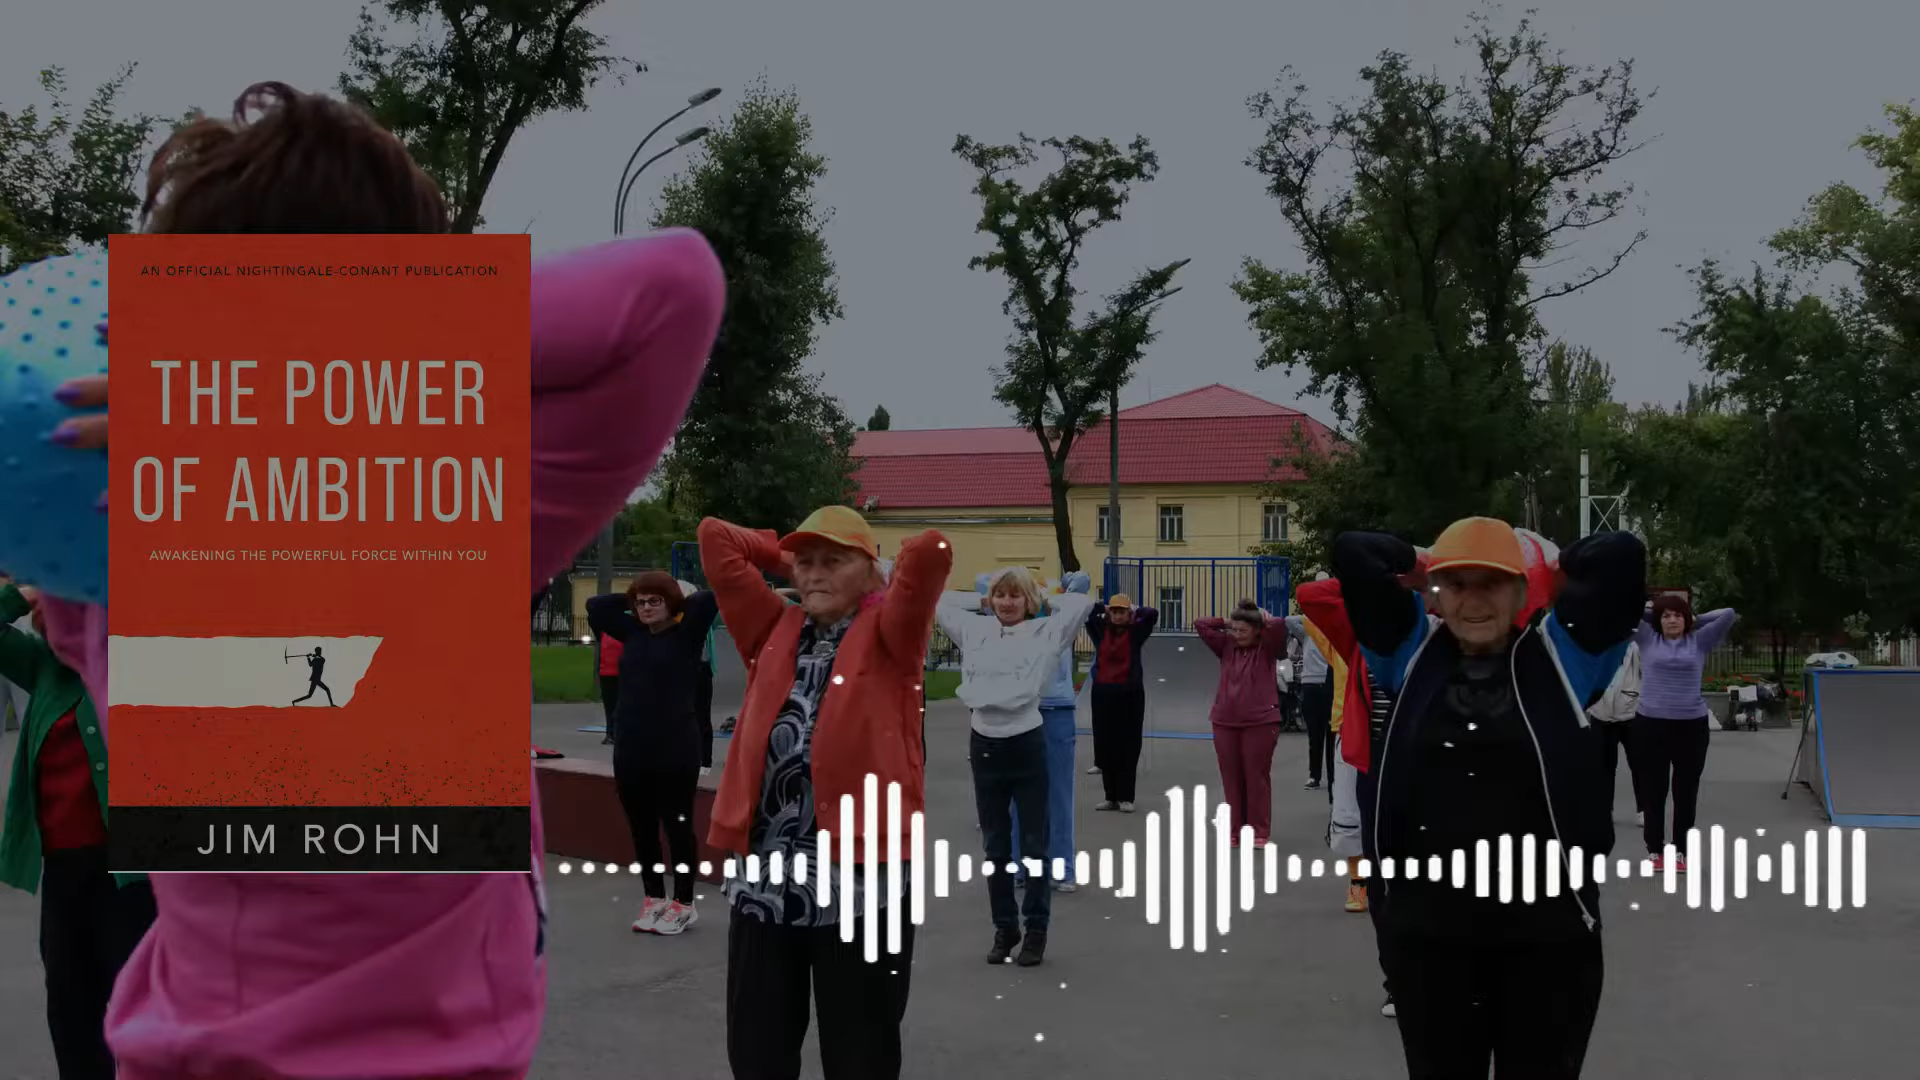 AN OFFICIAL NIGHTINGALE-CONANT PUBLICATION
THE POWER
OF AMBITION
AWAKENING THE POWERFUL FORCE WITHIN YOU
JIM ROHN